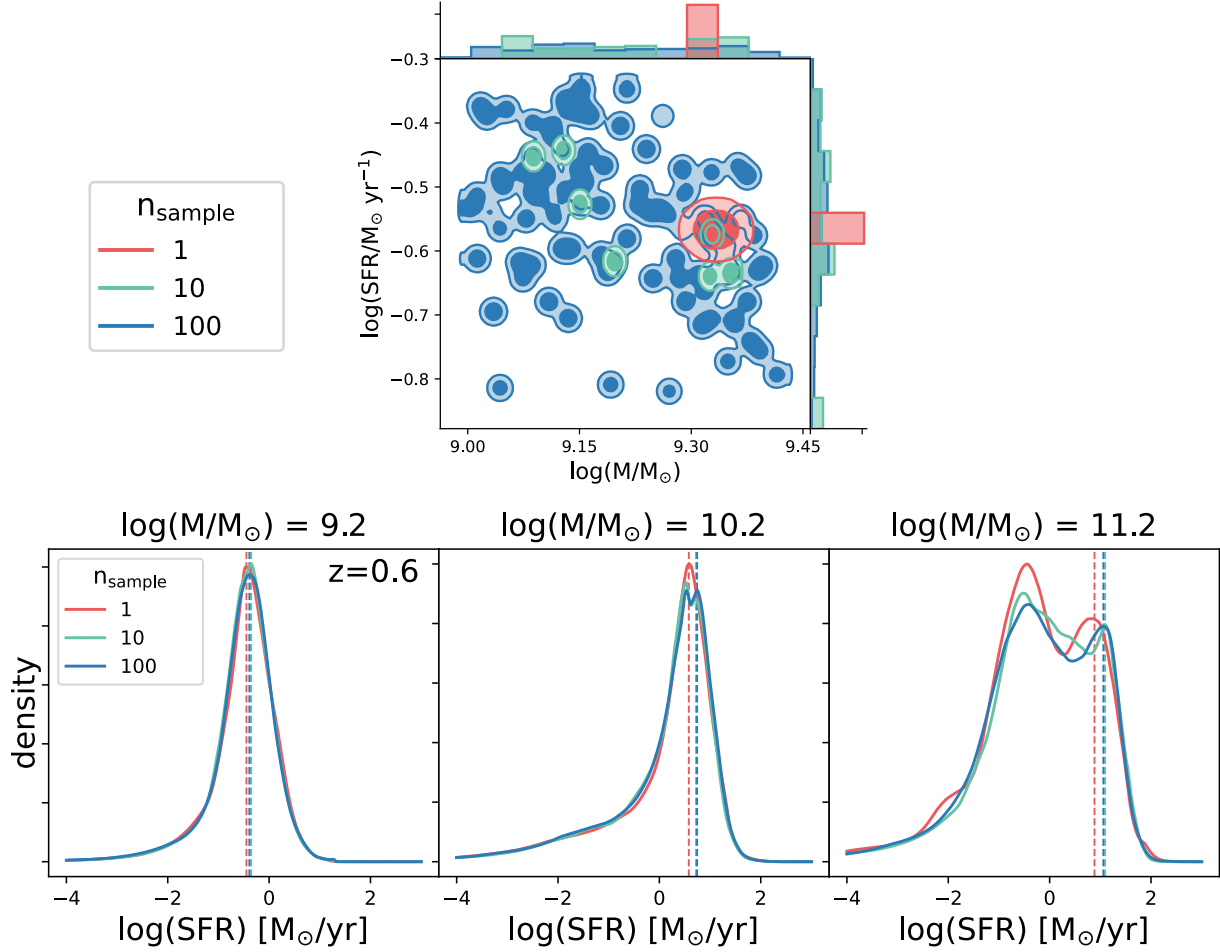 n_sample
1
10
100
log(SFR/M⊙ yr⁻¹)
−0.3
−0.4
−0.5
−0.6
−0.7
−0.8
9.00 9.15 9.30 9.45
log(M/M⊙)
log(M/M⊙) = 9.2
log(M/M⊙) = 10.2
log(M/M⊙) = 11.2
n_sample
1
10
100
z=0.6
density
−4 −2 0 2
−4 −2 0 2
−4 −2 0 2
log(SFR) [M⊙/yr]
log(SFR) [M⊙/yr]
log(SFR) [M⊙/yr]